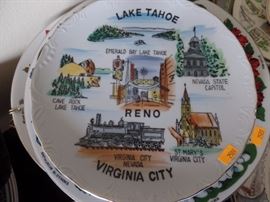 LAKE TAHOE
EMERALD BAY LAKE TAHOE
NEVADA STATE
CAPITOL
CAVE ROCK
LAKE TAHOE
RENO
VIRGINIA CITY
NEVADA
ST. MARY'S
VIRGINIA CITY
VIRGINIA CITY